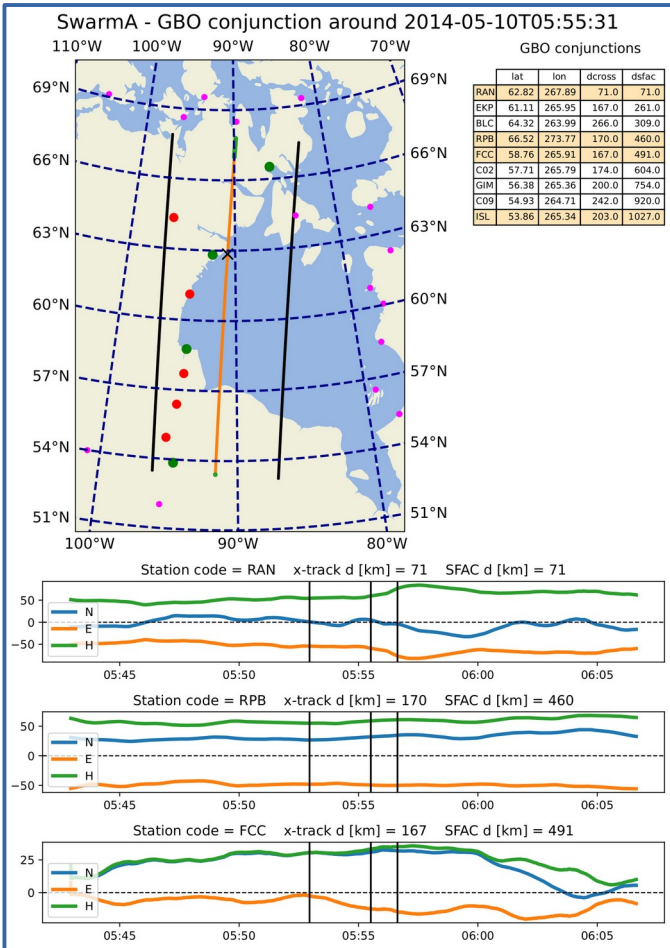 SwarmA - GBO conjunction around 2014-05-10T05:55:31
110°W 100°W 90°W 80°W 70°W
GBO conjunctions
lat lon dcross dsfac
RAN 62.82 267.89 71.0 71.0
EKP 61.11 265.95 167.0 261.0
BLC 64.32 263.99 266.0 309.0
RPB 66.52 273.77 170.0 460.0
FCC 58.76 265.91 167.0 491.0
C02 57.71 265.79 174.0 604.0
GIM 56.38 265.36 200.0 754.0
C09 54.93 264.71 242.0 920.0
ISL 53.86 265.34 203.0 1027.0
69°N 69°N
66°N 66°N
63°N 63°N
60°N 60°N
57°N 57°N
54°N 54°N
51°N 51°N
100°W 90°W 80°W
Station code = RAN x-track d [km] = 71 SFAC d [km] = 71
50
0
−50
N
E
H
05:45 05:50 05:55 06:00 06:05
Station code = RPB x-track d [km] = 170 SFAC d [km] = 460
50
0
−50
N
E
H
05:45 05:50 05:55 06:00 06:05
Station code = FCC x-track d [km] = 167 SFAC d [km] = 491
25
0
N
E
H
05:45 05:50 05:55 06:00 06:05